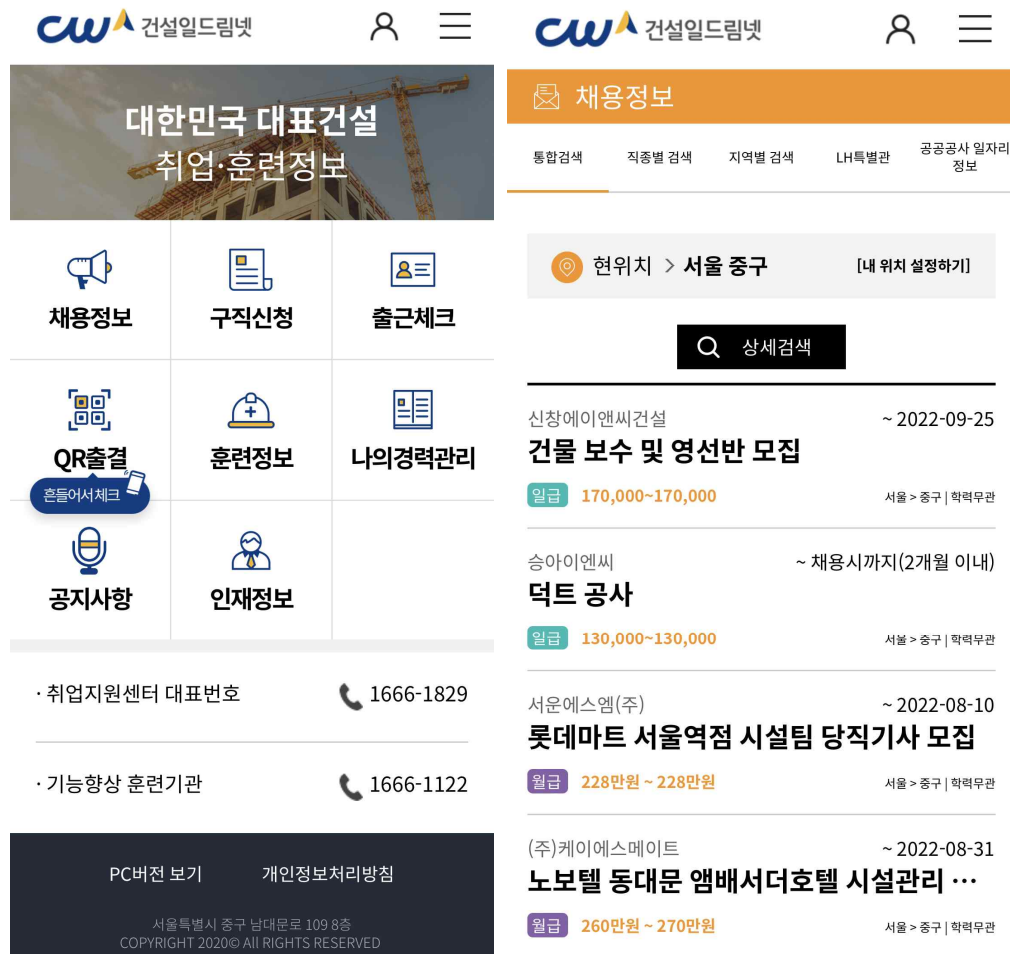 CW 건설일드림넷
대한민국 대표건설
취업·훈련정보
채용정보
구직신청
출근체크
QR출결
흔들어서체크
훈련정보
나의경력관리
공지사항
인재정보
· 취업지원센터 대표번호
1666-1829
· 기능향상 훈련기관
1666-1122
PC버전 보기
개인정보처리방침
서울특별시 중구 남대문로 109 8층
COPYRIGHT 2020© All RIGHTS RESERVED
CW 건설일드림넷
채용정보
통합검색
직종별 검색
지역별 검색
LH특별관
공공공사 일자리
정보
현위치 > 서울 중구
[내 위치 설정하기]
상세검색
신창에이앤씨건설
~ 2022-09-25
건물 보수 및 영선반 모집
일급 170,000~170,000
서울 > 중구 | 학력무관
승아이엔씨
~ 채용시까지(2개월 이내)
덕트 공사
일급 130,000~130,000
서울 > 중구 | 학력무관
서운에스엠(주)
~ 2022-08-10
롯데마트 서울역점 시설팀 당직기사 모집
월급 228만원 ~ 228만원
서울 > 중구 | 학력무관
(주)케이에스메이트
~ 2022-08-31
노보텔 동대문 앰배서더호텔 시설관리 …
월급 260만원 ~ 270만원
서울 > 중구 | 학력무관